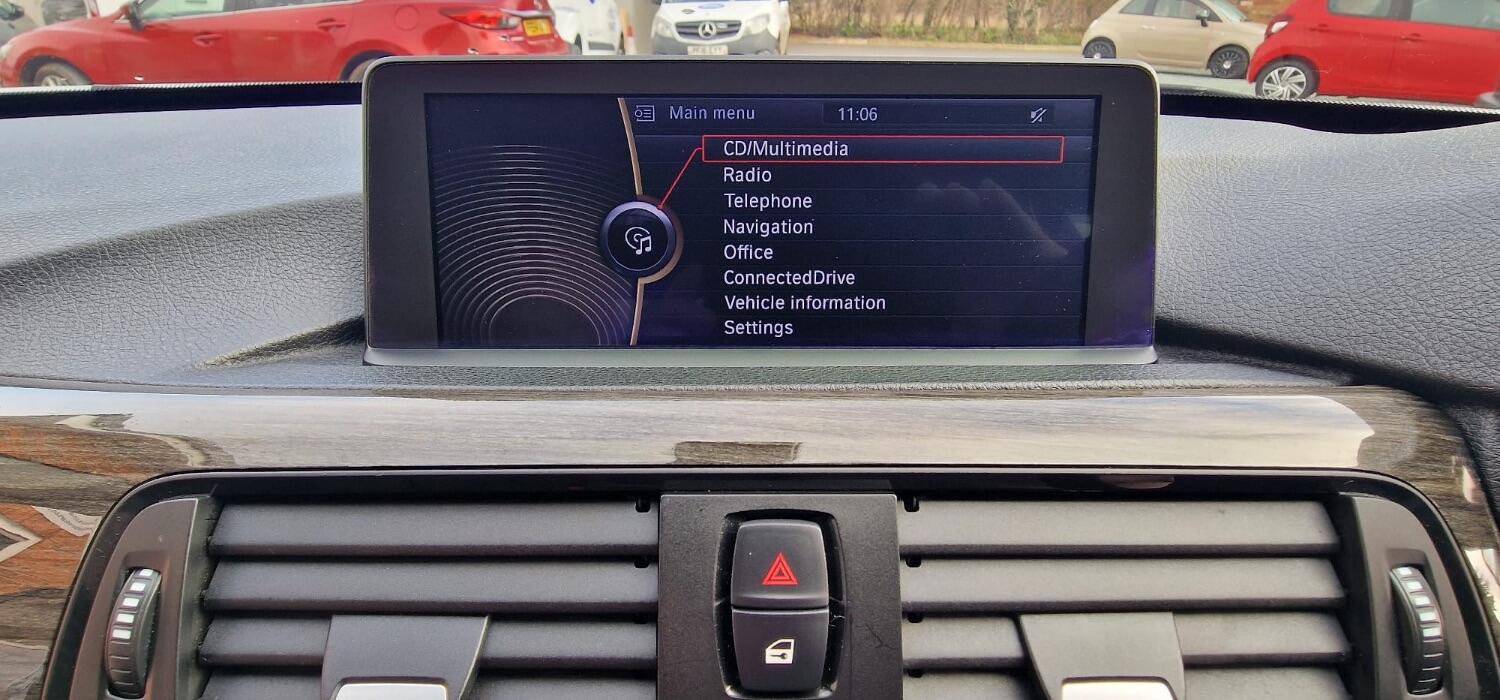 Main menu 11:06
CD/Multimedia
Radio
Telephone
Navigation
Office
ConnectedDrive
Vehicle information
Settings